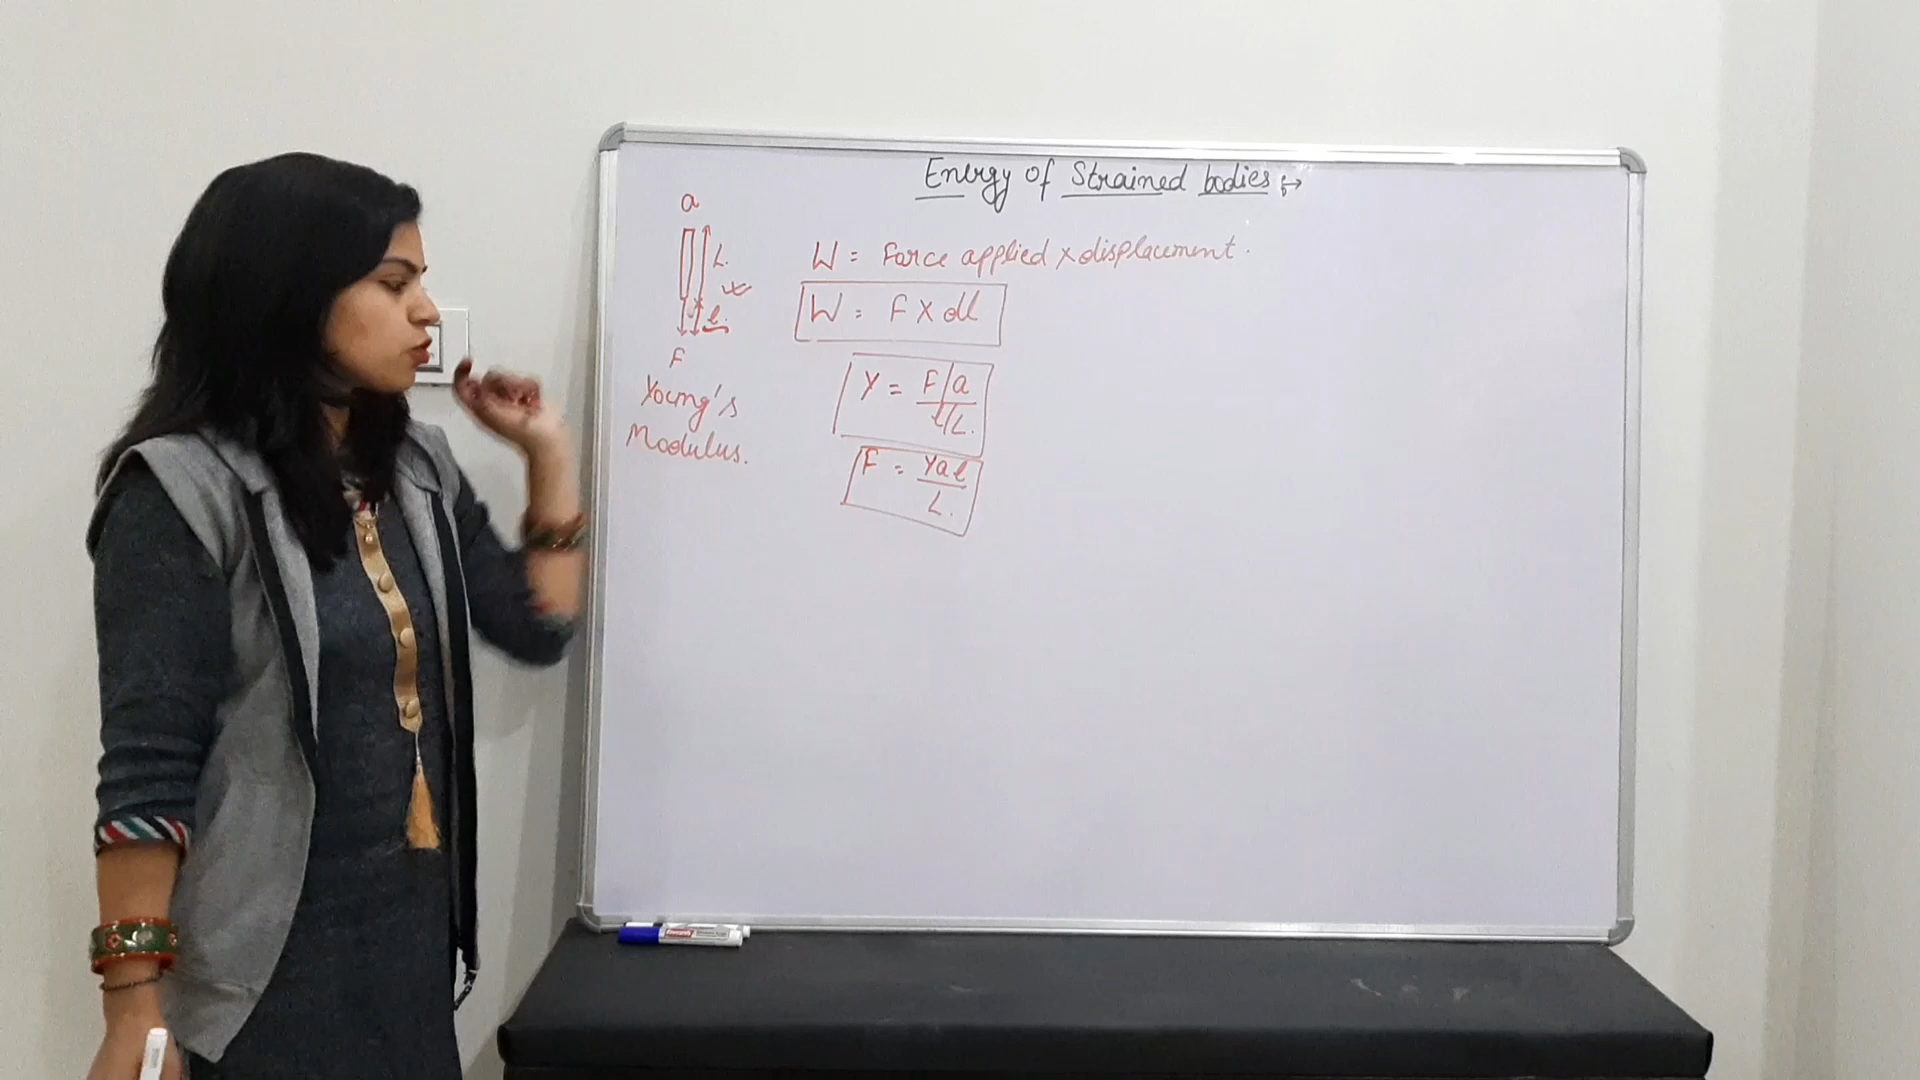 Energy of Strained bodies :→
a
L.
l.
F
Young's
Modulus.
W = Force applied × displacement.
W = F × dl
Y = F/a
l/L.
F = Yal
L.